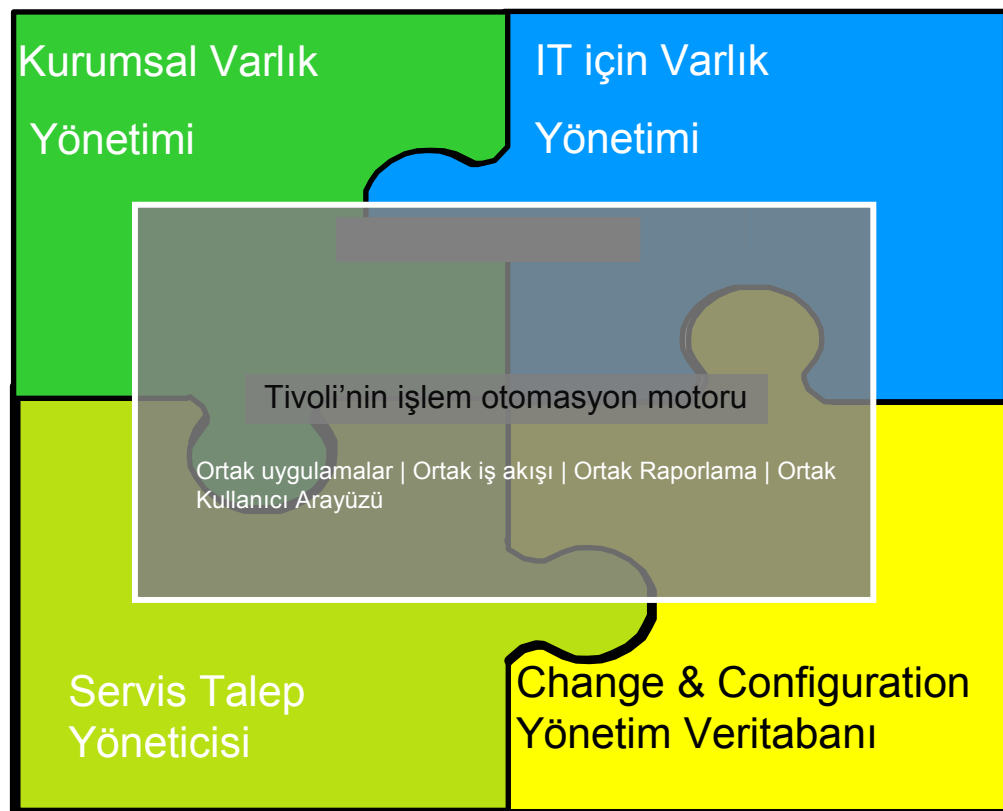 Kurumsal Varlık
Yönetimi
IT için Varlık
Yönetimi
Tivoli’nin işlem otomasyon motoru
Ortak uygulamalar | Ortak iş akışı | Ortak Raporlama | Ortak
Kullanıcı Arayüzü
Servis Talep
Yöneticisi
Change & Configuration
Yönetim Veritabanı